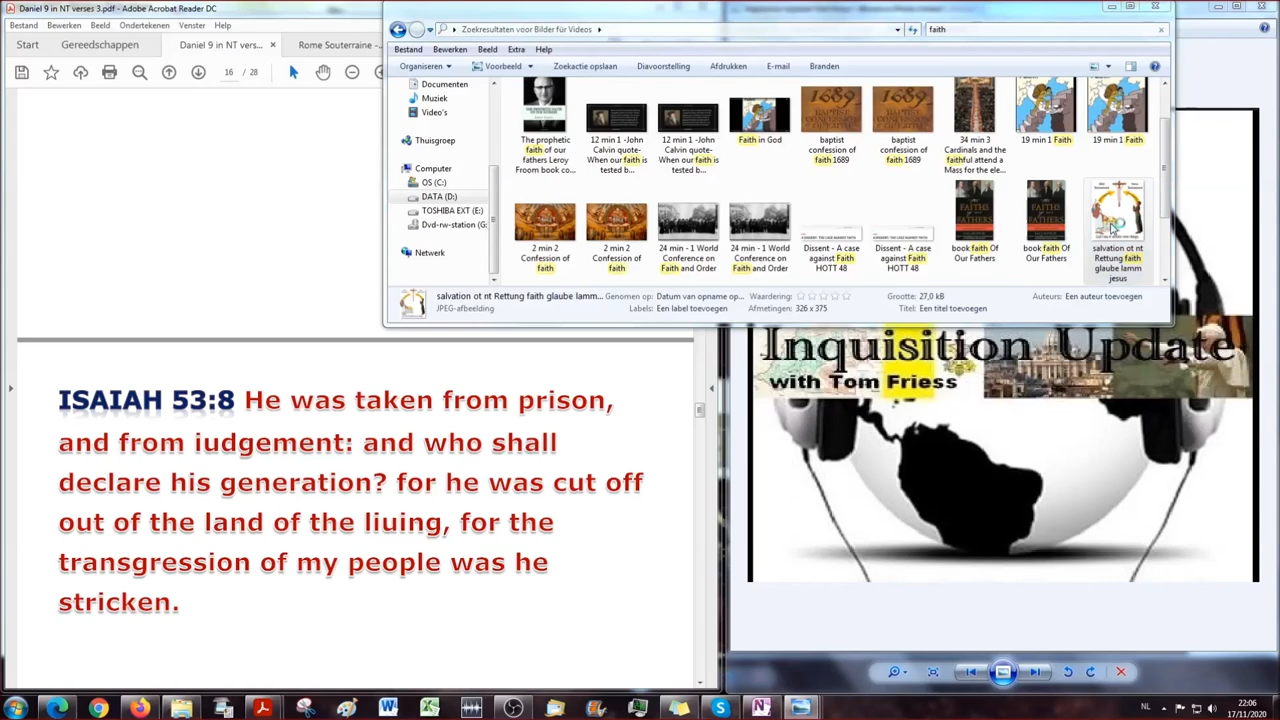 Daniel 9 in NT verses 3.pdf - Adobe Acrobat Reader DC
Bestand Bewerken Beeld Ondertekenen Venster Help
Start Gereedschappen Daniel 9 in NT vers... × Rome Souterraine -...
16 / 28
Zoekresultaten voor Bilder für Videos
faith
Bestand Bewerken Beeld Extra Help
Organiseren Voorbeeld Zoekactie opslaan Diavoorstelling Afdrukken E-mail Branden
Documenten
Muziek
Video's
Thuisgroep
Computer
OS (C:)
DATA (D:)
TOSHIBA EXT (E:)
Dvd-rw-station (G:
Netwerk
The prophetic faith of our fathers Leroy Froom book co...
12 min 1 -John Calvin quote- When our faith is tested b...
12 min 1 -John Calvin quote- When our faith is tested b...
Faith in God
1689
baptist confession of faith 1689
1689
baptist confession of faith 1689
34 min 3 Cardinals and the faithful attend a Mass for the ele...
19 min 1 Faith
19 min 1 Faith
2 min 2 Confession of faith
2 min 2 Confession of faith
24 min - 1 World Conference on Faith and Order
24 min - 1 World Conference on Faith and Order
Dissent - A case against Faith HOTT 48
Dissent - A case against Faith HOTT 48
book faith Of Our Fathers
book faith Of Our Fathers
salvation ot nt Rettung faith glaube lamm jesus
salvation ot nt Rettung faith glaube lamm... Genomen op: Datum van opname op... Waardering: Grootte: 27,0 kB Auteurs: Een auteur toevoegen
JPEG-afbeelding Labels: Een label toevoegen Afmetingen: 326 x 375 Titel: Een titel toevoegen
ISAIAH 53:8 He was taken from prison,
and from iudgement: and who shall
declare his generation? for he was cut off
out of the land of the liuing, for the
transgression of my people was he
stricken.
Inquisition Update
with Tom Friess
NL
22:06
17/11/2020